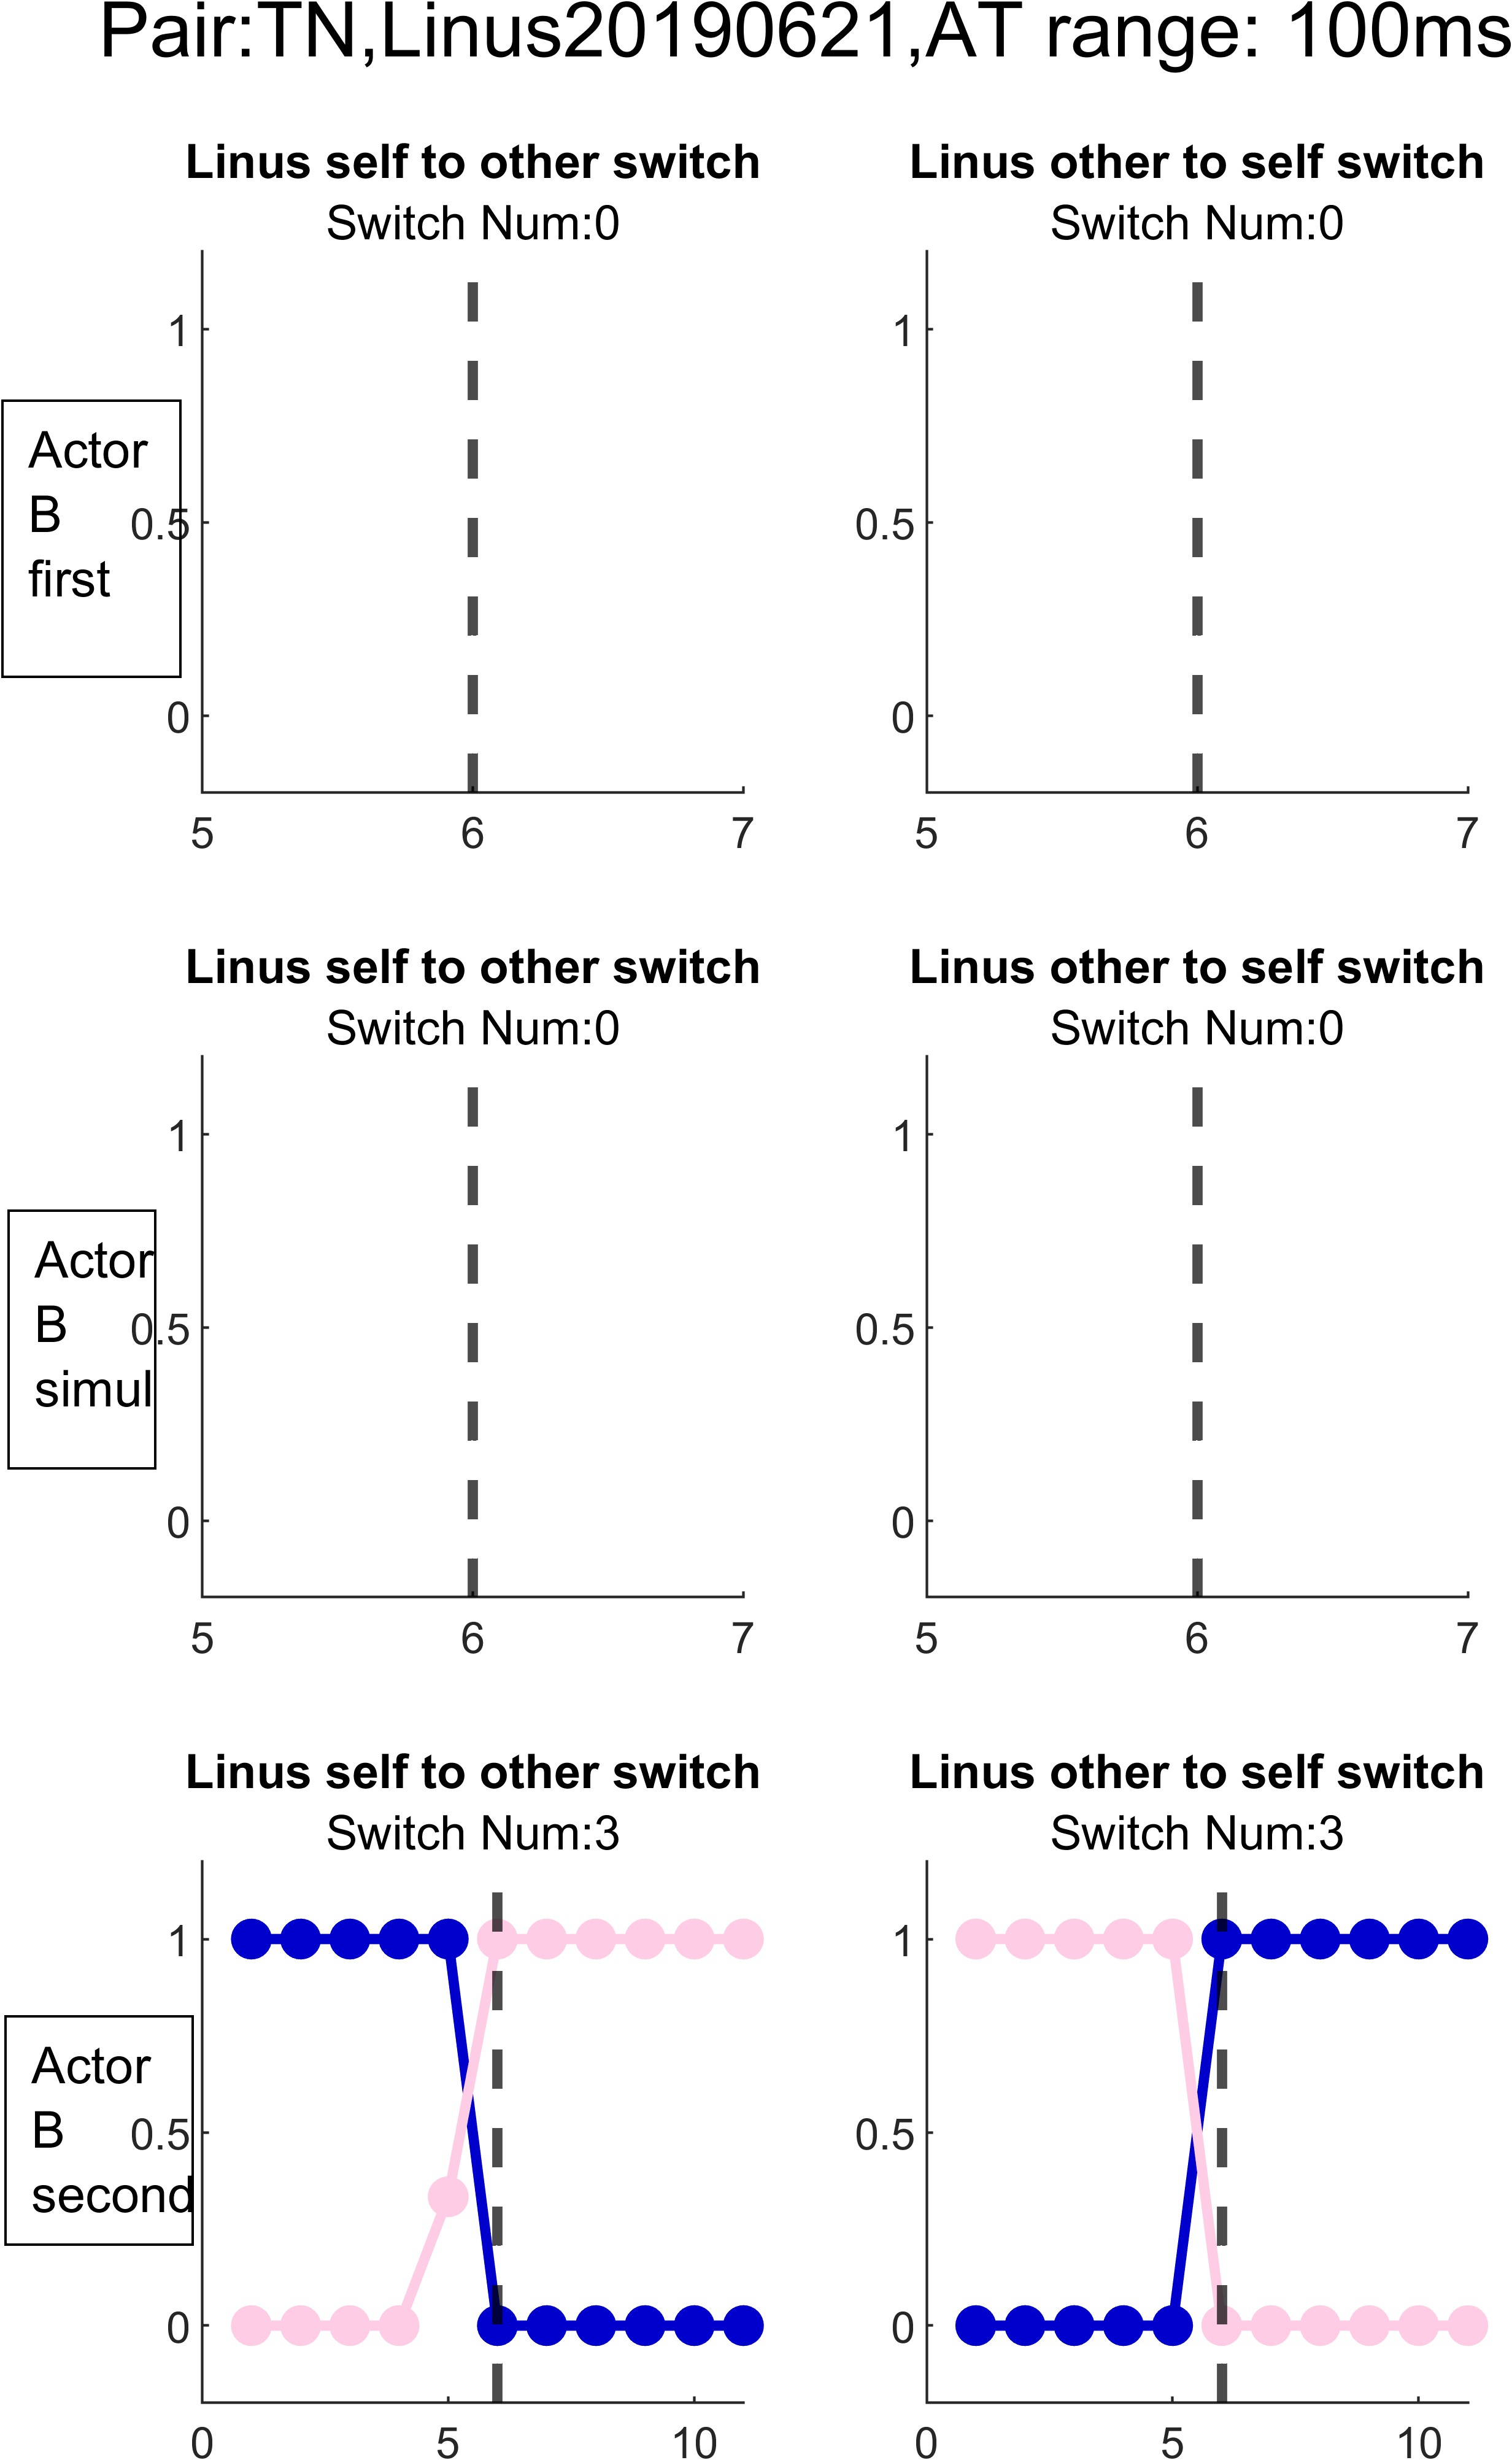 Pair:TN,Linus20190621,AT range: 100ms
Linus self to other switch
Switch Num:0
1
0.5
0
5 6 7
Actor
B
first
Linus other to self switch
Switch Num:0
1
0.5
0
5 6 7
Linus self to other switch
Switch Num:0
1
0.5
0
5 6 7
Actor
B
simul
Linus other to self switch
Switch Num:0
1
0.5
0
5 6 7
Linus self to other switch
Switch Num:3
1
0.5
0
0 5 10
Actor
B
second
Linus other to self switch
Switch Num:3
1
0.5
0
0 5 10